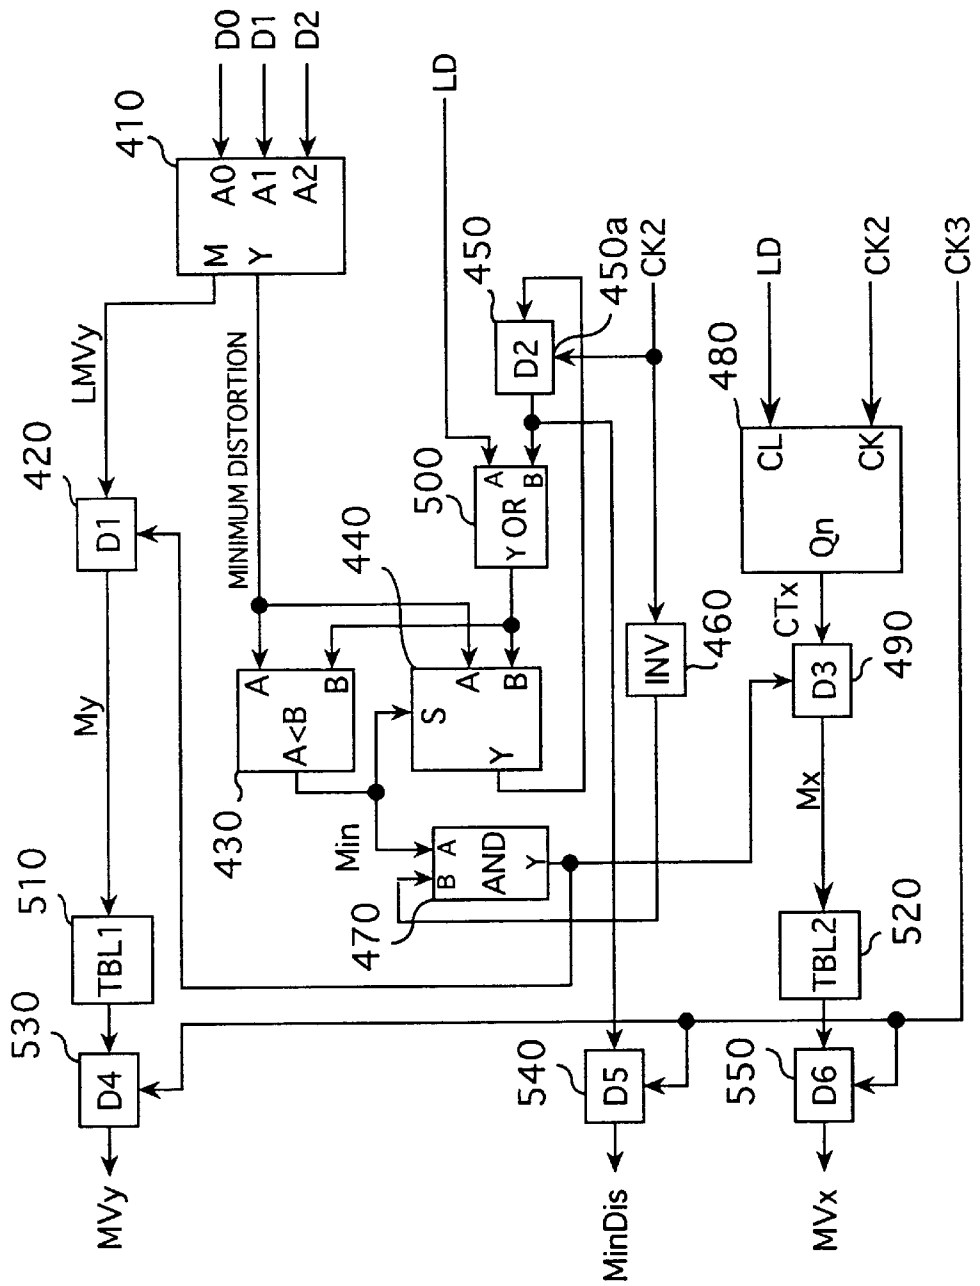 D0
D1
D2
410
A0
A1
A2
M
Y
LMVy
MINIMUM DISTORTION
LD
420
D1
My
510
TBL1
530
D4
MVy
430
A
B
A<B
440
A
B
S
Y
Min
450
D2
450a
CK2
500
A
B
OR
Y
460
INV
470
A
B
AND
Y
LD
CK2
CK3
480
CL
CK
Qn
CTx
490
D3
Mx
520
TBL2
540
D5
MinDis
550
D6
MVx